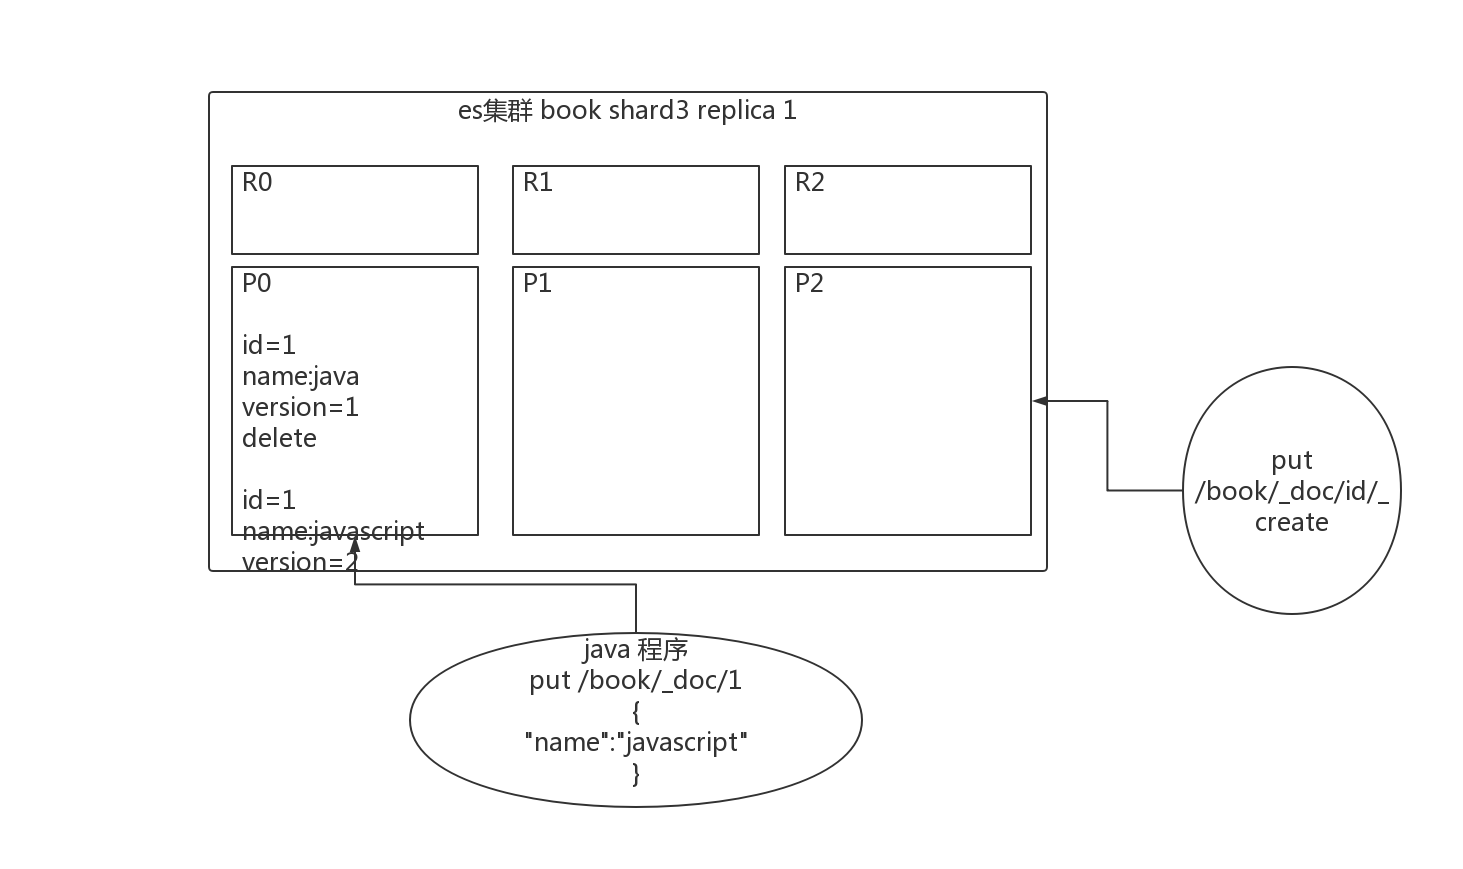 es集群 book shard3 replica 1
R0
R1
R2
P0
id=1
name:java
version=1
delete
id=1
name:javascript
version=2
P1
P2
put
/book/_doc/id/_
create
java 程序
put /book/_doc/1
{
"name":"javascript"
}